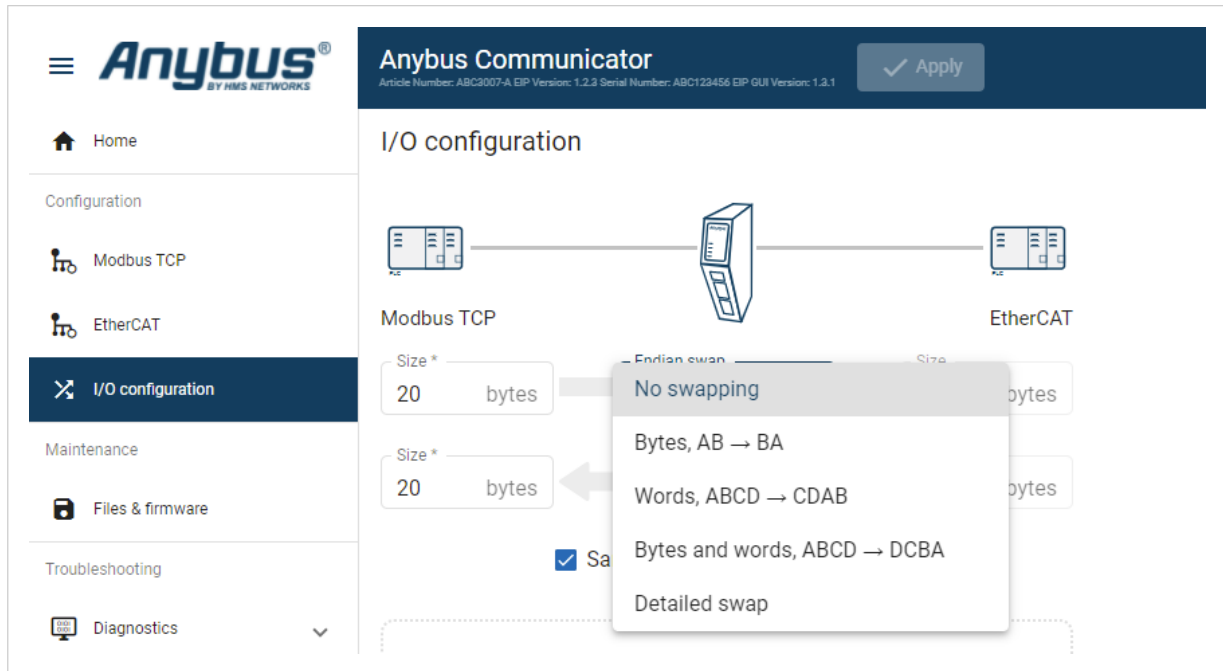 Anybus®
BY HMS NETWORKS
Anybus Communicator
Article Number: ABC3007-A EIP Version: 1.2.3 Serial Number: ABC123456 EIP GUI Version: 1.3.1
Apply
Home
Configuration
Modbus TCP
EtherCAT
I/O configuration
Maintenance
Files & firmware
Troubleshooting
Diagnostics
I/O configuration
PLC
PLC
Modbus TCP
EtherCAT
Size *
20 bytes
Endian swap
Size
bytes
Size *
20 bytes
bytes
No swapping
Bytes, AB → BA
Words, ABCD → CDAB
Bytes and words, ABCD → DCBA
Detailed swap